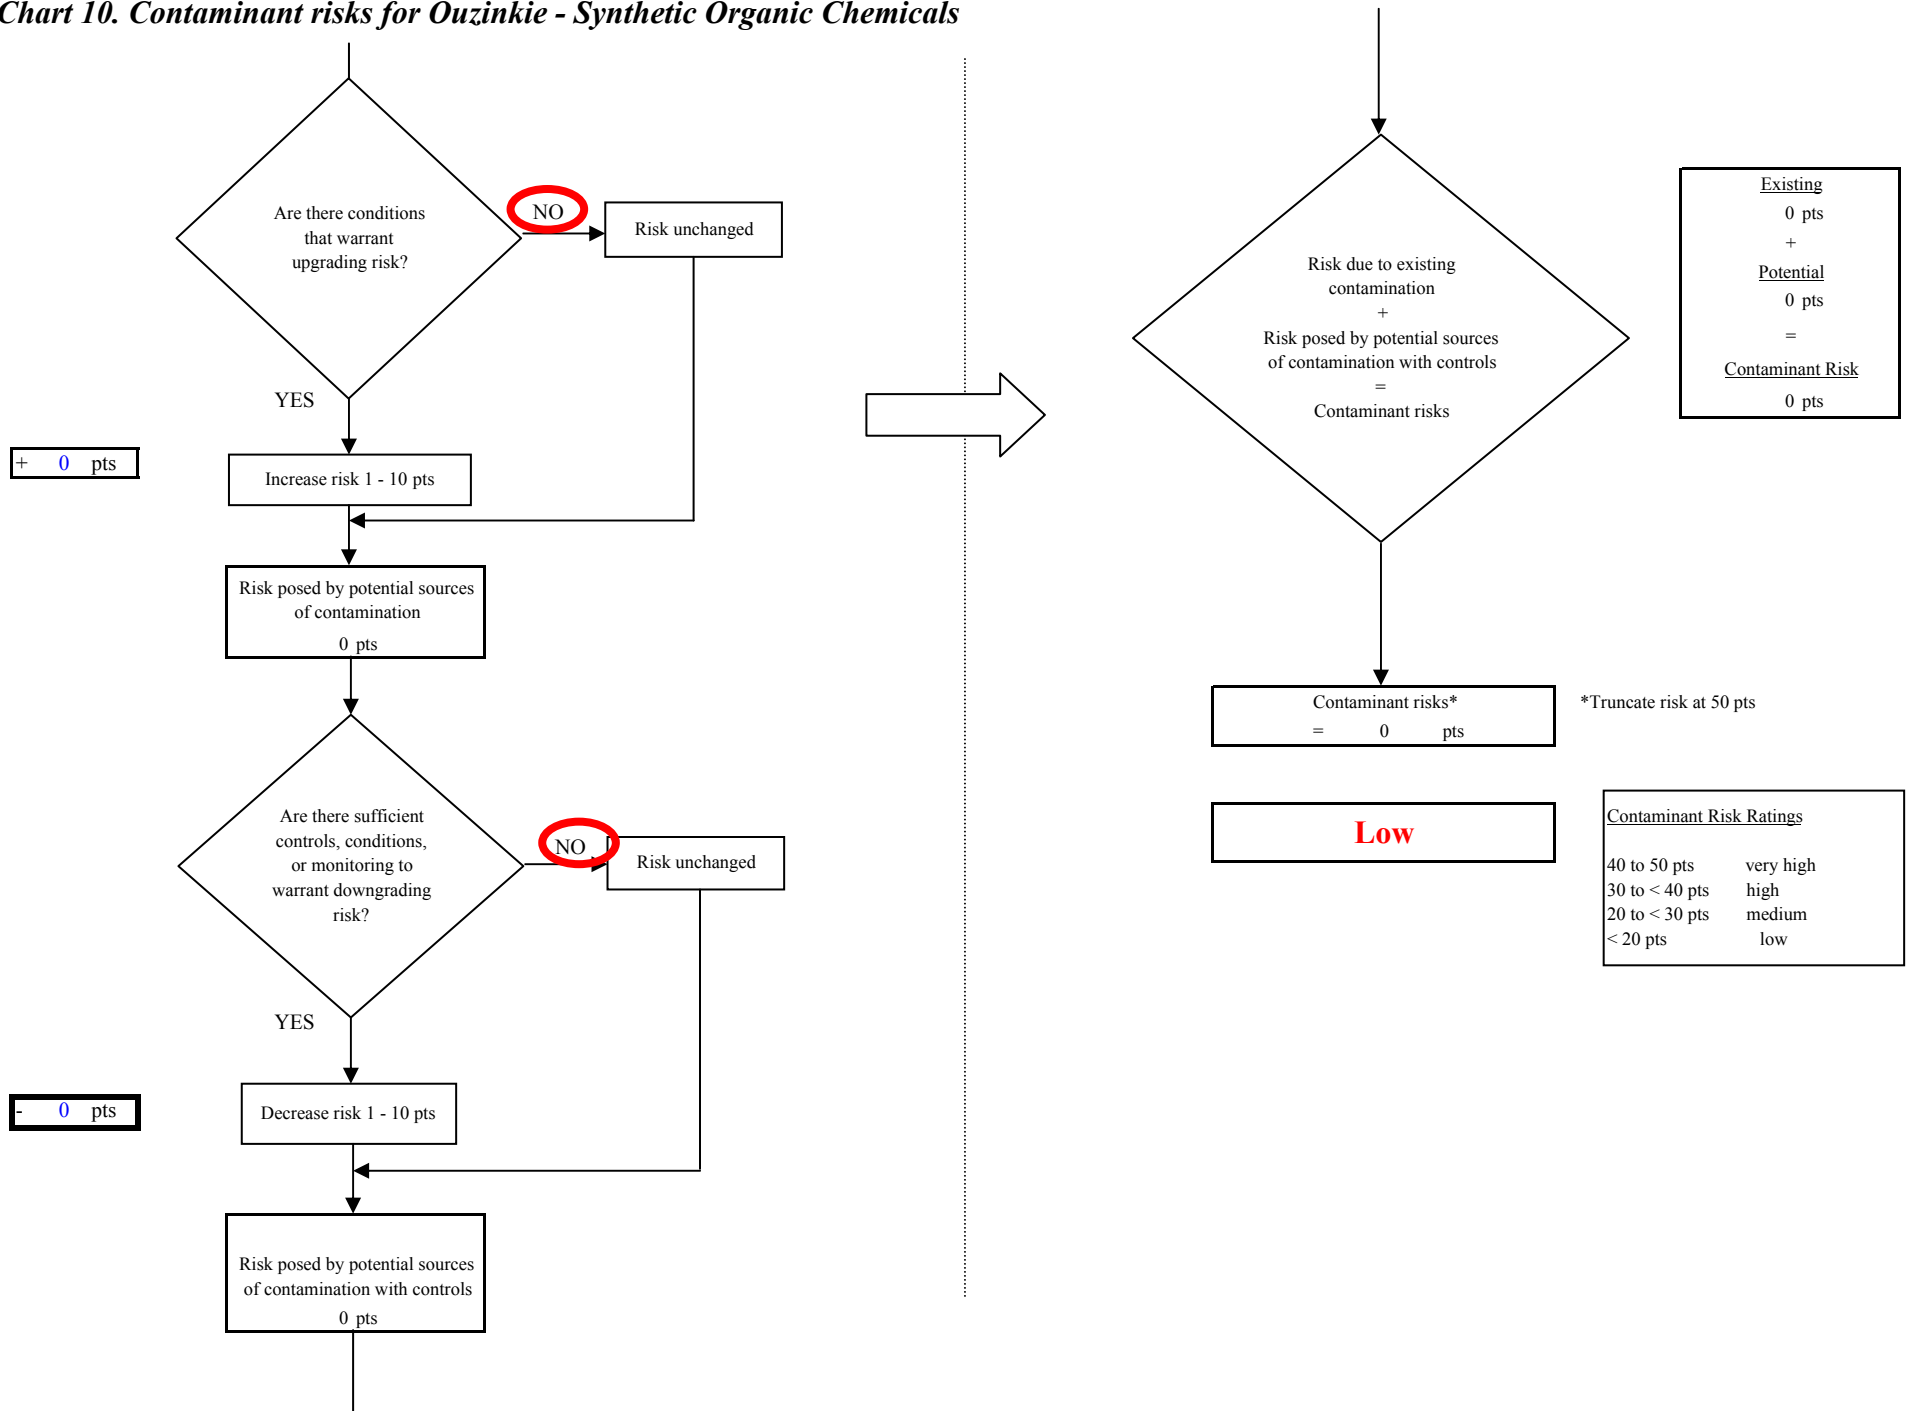 Chart 10. Contaminant risks for Ouzinkie - Synthetic Organic Chemicals
Are there conditions
that warrant
upgrading risk?
NO
Risk unchanged
YES
+ 0 pts
Increase risk 1 - 10 pts
Risk posed by potential sources
of contamination
0 pts
Are there sufficient
controls, conditions,
or monitoring to
warrant downgrading
risk?
NO
Risk unchanged
YES
- 0 pts
Decrease risk 1 - 10 pts
Risk posed by potential sources
of contamination with controls
0 pts
Risk due to existing
contamination
+
Risk posed by potential sources
of contamination with controls
=
Contaminant risks
Existing
0 pts
+
Potential
0 pts
=
Contaminant Risk
0 pts
Contaminant risks*
= 0 pts
*Truncate risk at 50 pts
Low
Contaminant Risk Ratings
40 to 50 pts very high
30 to < 40 pts high
20 to < 30 pts medium
< 20 pts low